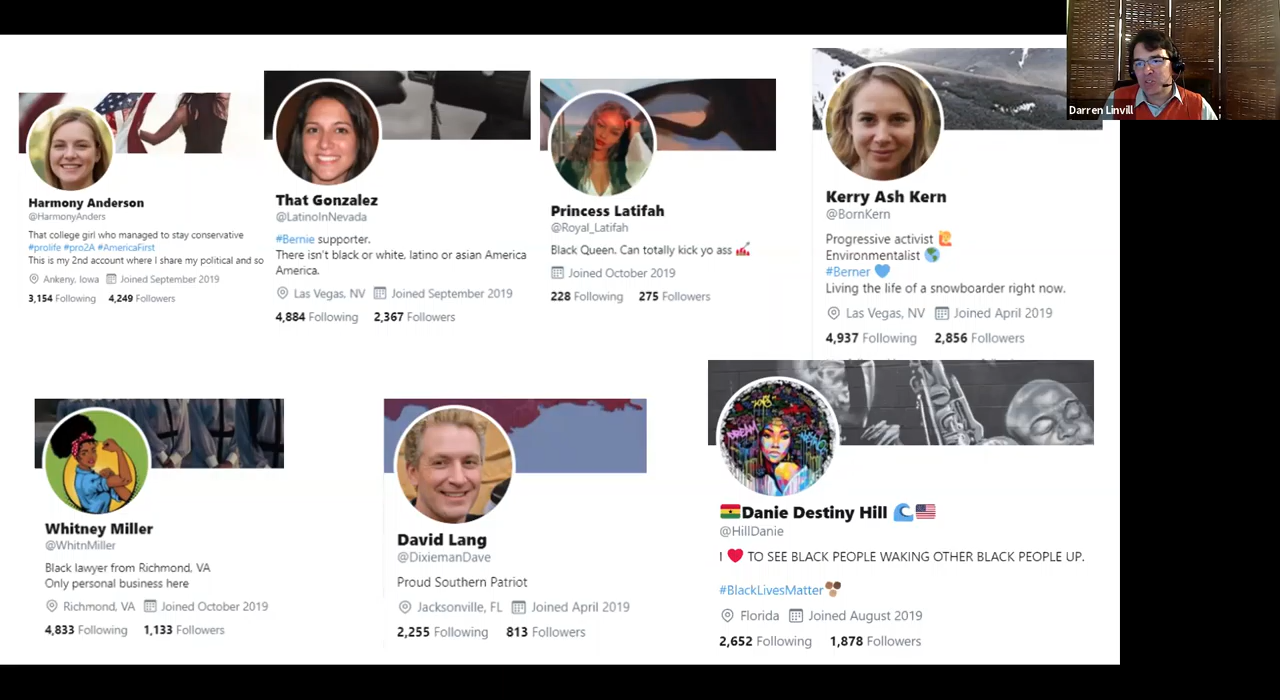 Darren Linvill
Harmony Anderson
@HarmonyAnders
That college girl who managed to stay conservative
#prolife #pro2A #AmericaFirst
This is my 2nd account where I share my political and so
Ankeny, Iowa Joined September 2019
3,154 Following 4,249 Followers
That Gonzalez
@LatinoInNevada
#Bernie supporter.
There isn't black or white, latino or asian America
America.
Las Vegas, NV Joined September 2019
4,884 Following 2,367 Followers
Princess Latifah
@Royal_Latifah
Black Queen. Can totally kick yo ass
Joined October 2019
228 Following 275 Followers
Kerry Ash Kern
@BornKern
Progressive activist
Environmentalist
#Berner
Living the life of a snowboarder right now.
Las Vegas, NV Joined April 2019
4,937 Following 2,856 Followers
Whitney Miller
@WhitnMiller
Black lawyer from Richmond, VA
Only personal business here
Richmond, VA Joined October 2019
4,833 Following 1,133 Followers
David Lang
@DixiemanDave
Proud Southern Patriot
Jacksonville, FL Joined April 2019
2,255 Following 813 Followers
DREAM
🇬🇭Danie Destiny Hill 🌊🇺🇸
@HillDanie
I ❤ TO SEE BLACK PEOPLE WAKING OTHER BLACK PEOPLE UP.
#BlackLivesMatter
Florida Joined August 2019
2,652 Following 1,878 Followers